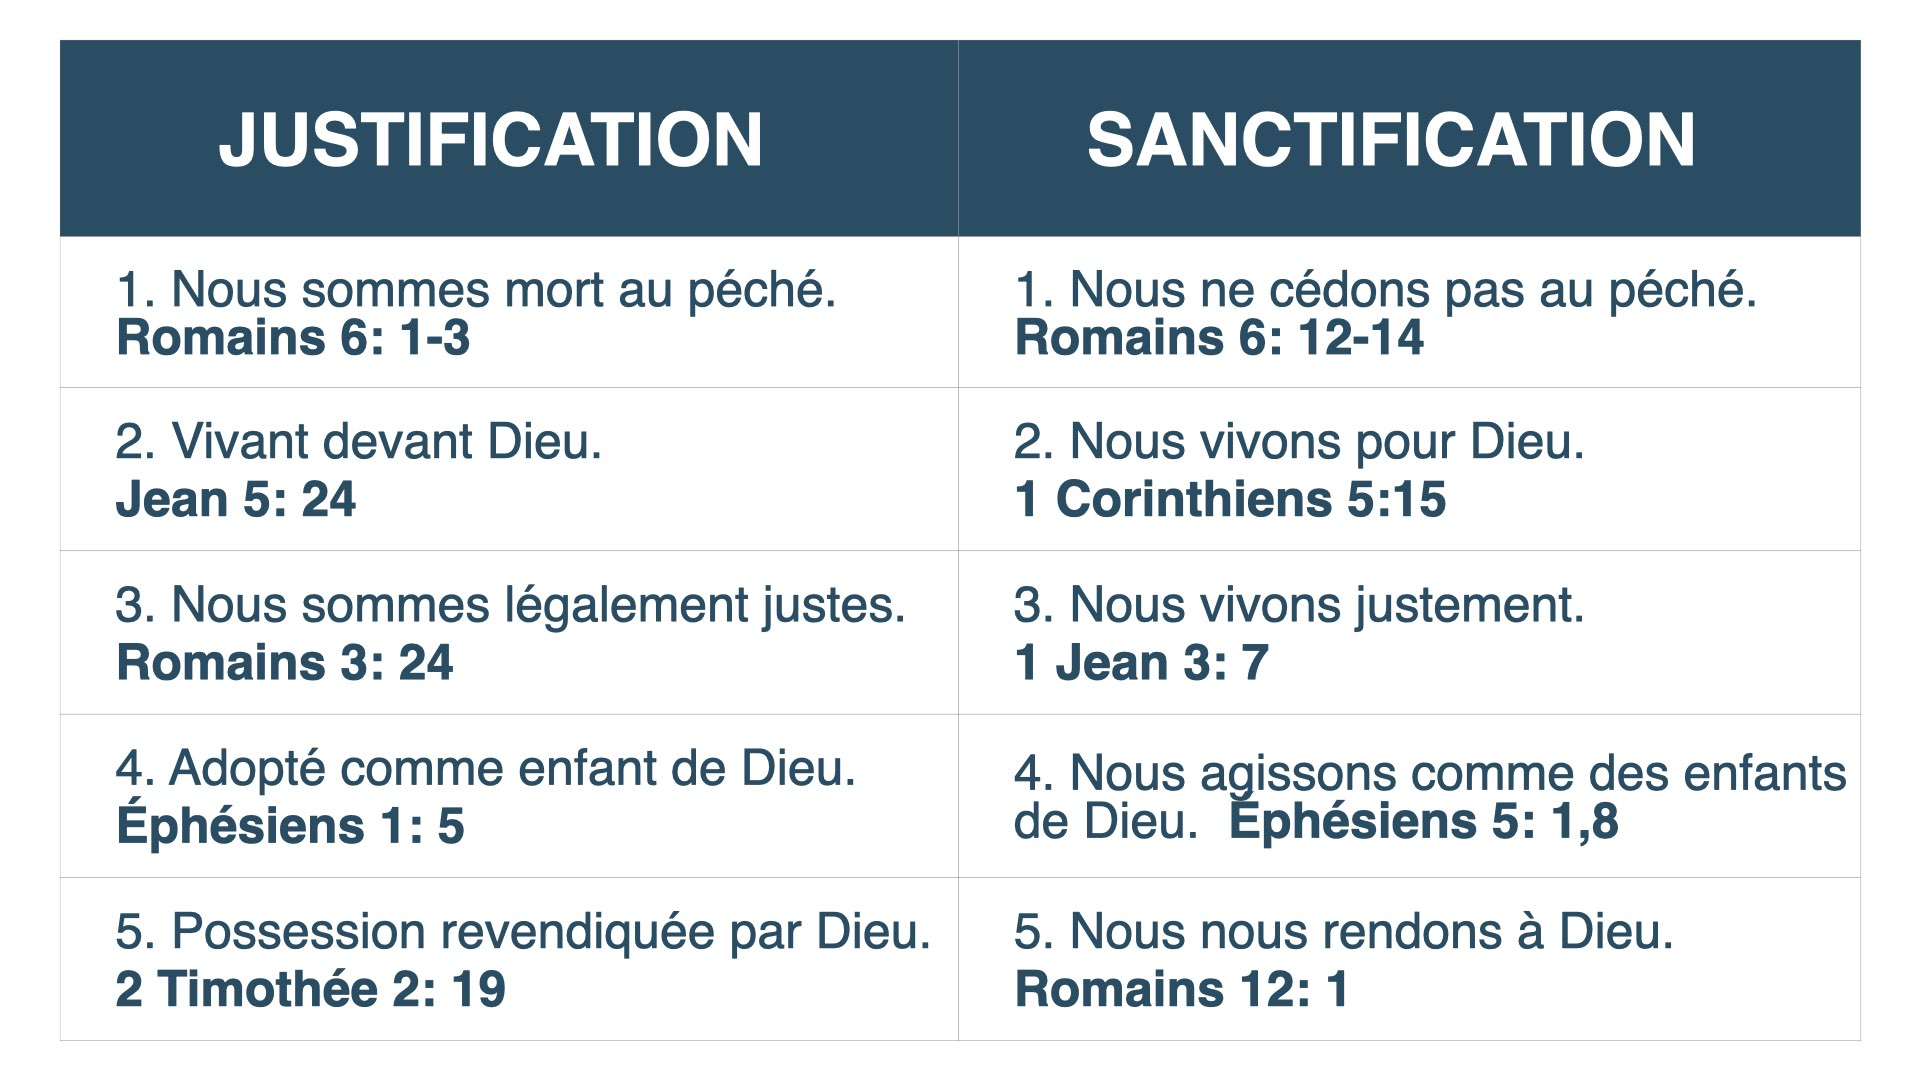 JUSTIFICATION
SANCTIFICATION
1. Nous sommes mort au péché.
Romains 6: 1-3
1. Nous ne cédons pas au péché.
Romains 6: 12-14
2. Vivant devant Dieu.
Jean 5: 24
2. Nous vivons pour Dieu.
1 Corinthiens 5:15
3. Nous sommes légalement justes.
Romains 3: 24
3. Nous vivons justement.
1 Jean 3: 7
4. Adopté comme enfant de Dieu.
Éphésiens 1: 5
4. Nous agissons comme des enfants
de Dieu. Éphésiens 5: 1,8
5. Possession revendiquée par Dieu.
2 Timothée 2: 19
5. Nous nous rendons à Dieu.
Romains 12: 1